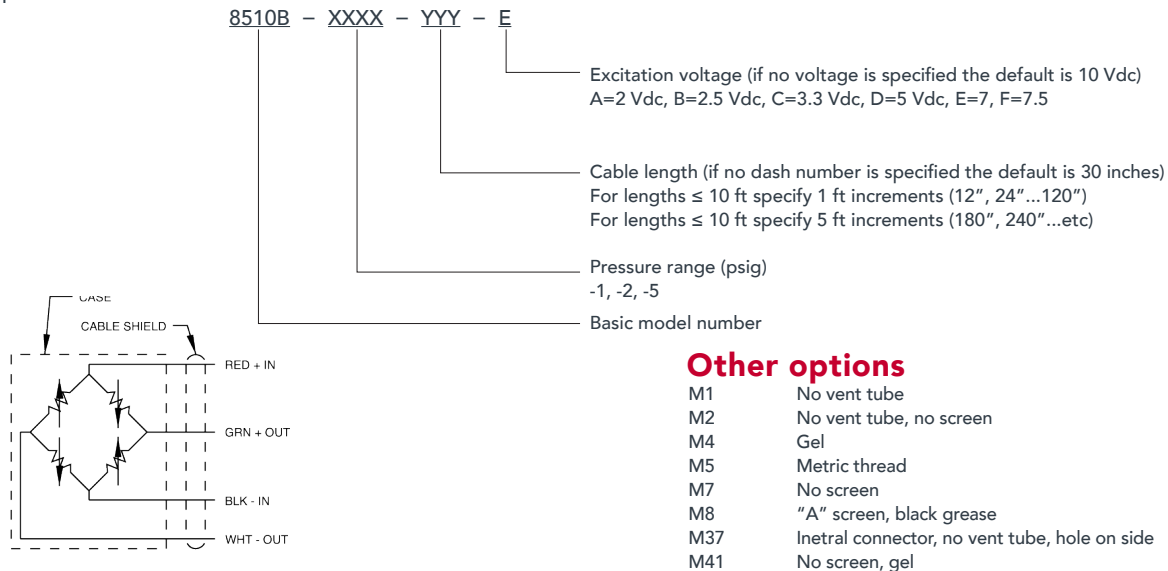 8510B – XXXX – YYY – E
Excitation voltage (if no voltage is specified the default is 10 Vdc)
A=2 Vdc, B=2.5 Vdc, C=3.3 Vdc, D=5 Vdc, E=7, F=7.5
Cable length (if no dash number is specified the default is 30 inches)
For lengths ≤ 10 ft specify 1 ft increments (12”, 24”...120”)
For lengths ≤ 10 ft specify 5 ft increments (180”, 240”...etc)
Pressure range (psig)
-1, -2, -5
Basic model number
CASE
CABLE SHIELD
RED + IN
GRN + OUT
BLK - IN
WHT - OUT
Other options
M1 No vent tube
M2 No vent tube, no screen
M4 Gel
M5 Metric thread
M7 No screen
M8 “A” screen, black grease
M37 Inetral connector, no vent tube, hole on side
M41 No screen, gel